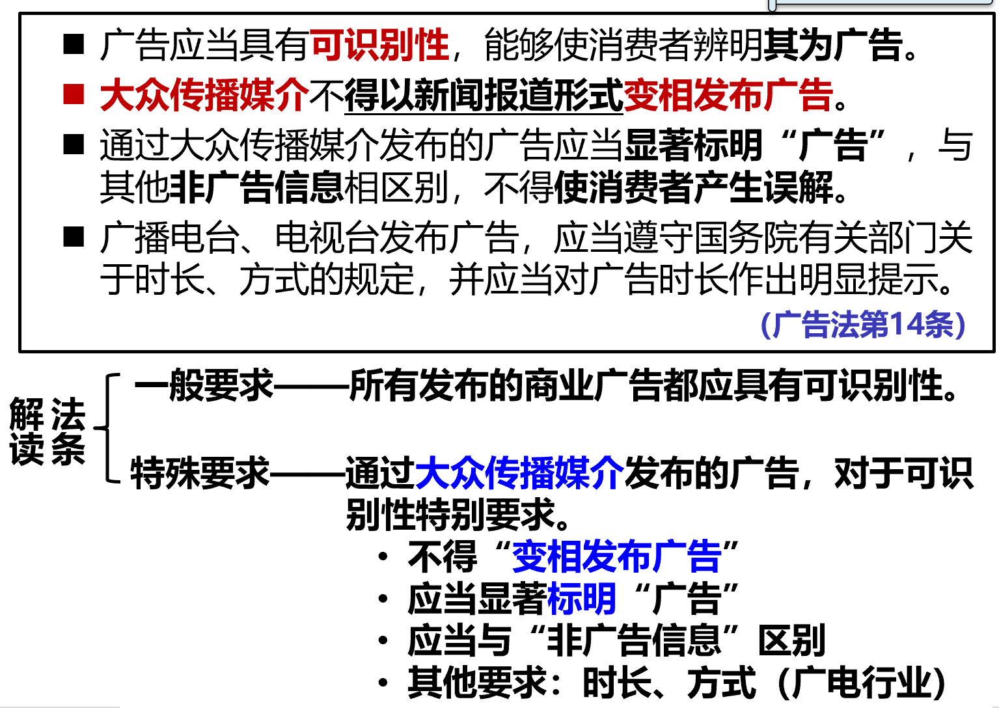 ■ 广告应当具有可识别性，能够使消费者辨明其为广告。
■ 大众传播媒介不得以新闻报道形式变相发布广告。
■ 通过大众传播媒介发布的广告应当显著标明“广告”，与
其他非广告信息相区别，不得使消费者产生误解。
■ 广播电台、电视台发布广告，应当遵守国务院有关部门关
于时长、方式的规定，并应当对广告时长作出明显提示。
（广告法第14条）
法条
解读
一般要求——所有发布的商业广告都应具有可识别性。
特殊要求——通过大众传播媒介发布的广告，对于可识
别性特别要求。
• 不得“变相发布广告”
• 应当显著标明“广告”
• 应当与“非广告信息”区别
• 其他要求：时长、方式（广电行业）